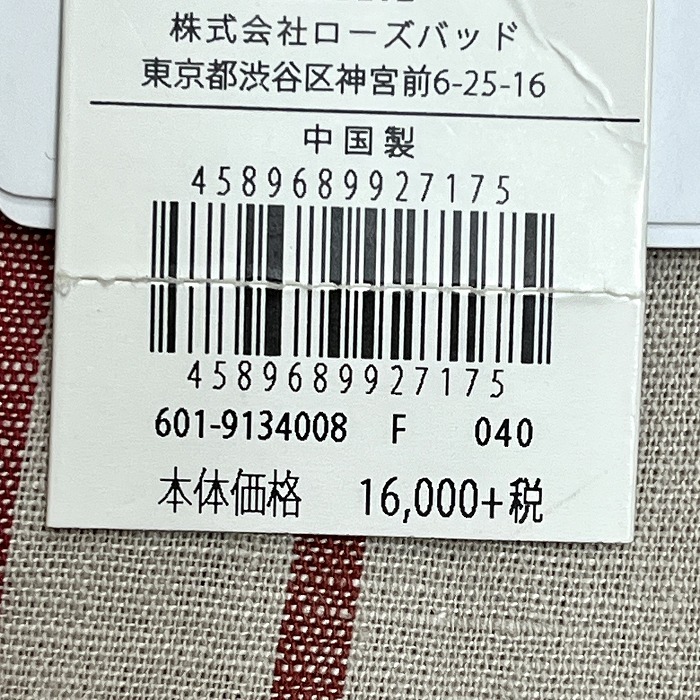 株式会社ローズバッド
東京都渋谷区神宮前6-25-16
中国製
4589689927175
4589689927175
601-9134008 F 040
本体価格 16,000+税